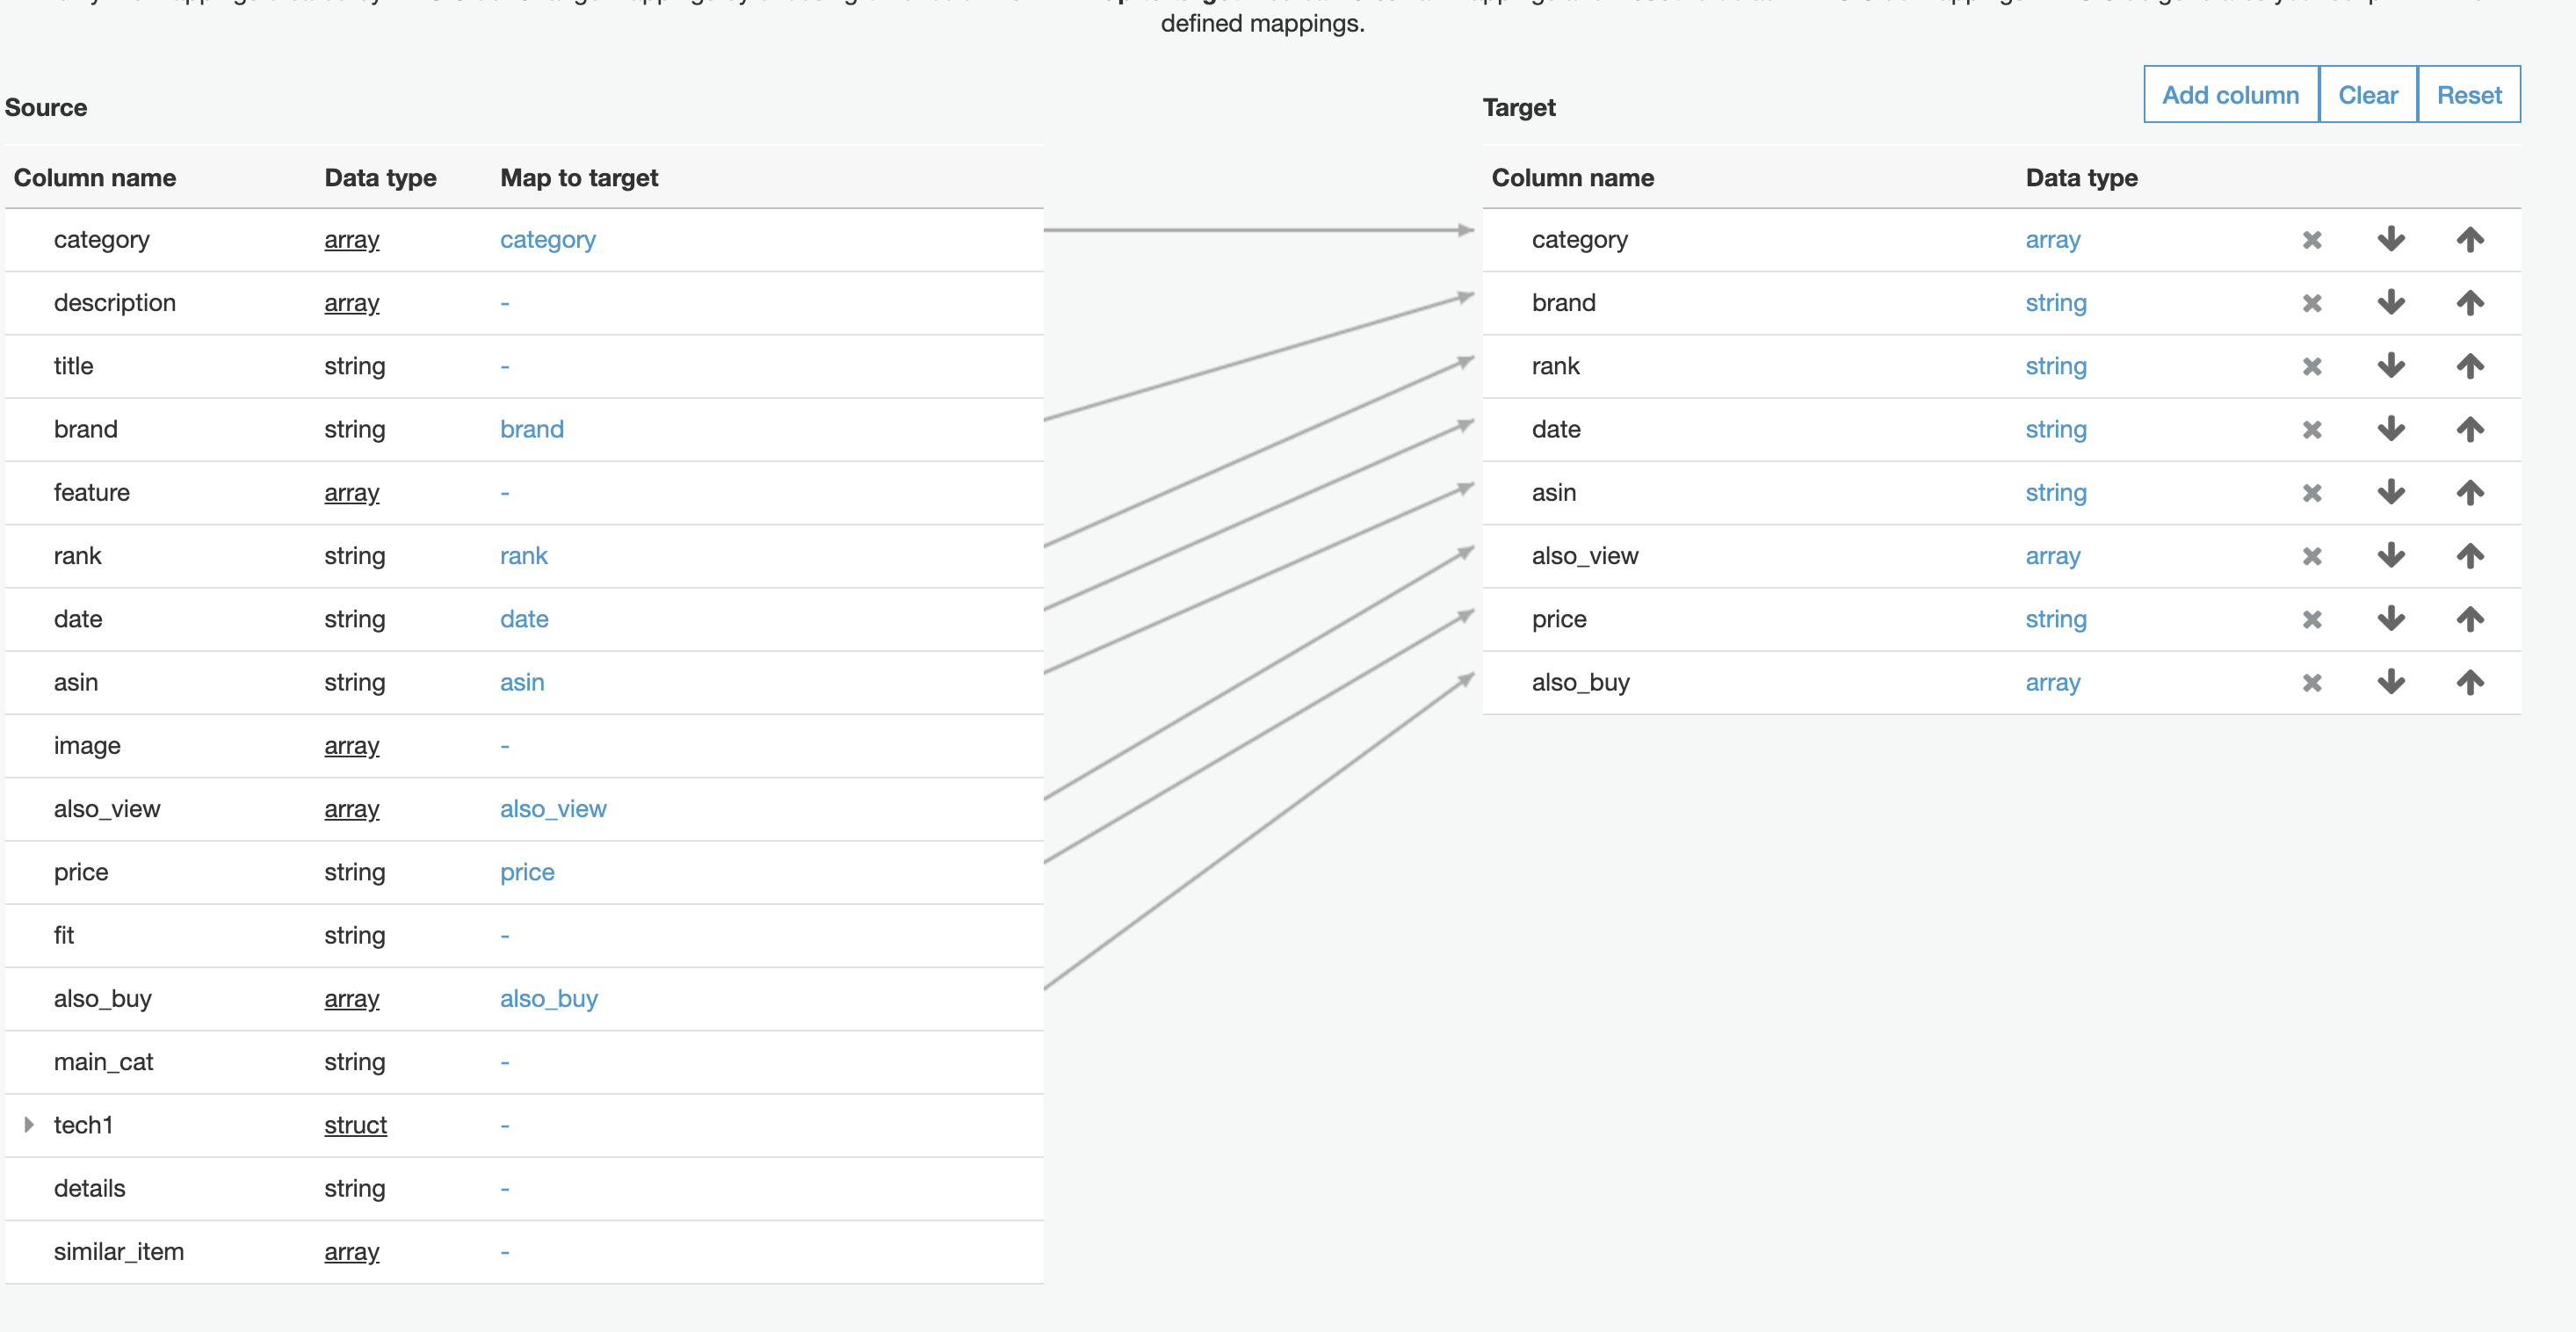 defined mappings.
Source
Target
Add column Clear Reset
Column name Data type Map to target
Column name Data type
category array category
description array -
title string -
brand string brand
feature array -
rank string rank
date string date
asin string asin
image array -
also_view array also_view
price string price
fit string -
also_buy array also_buy
main_cat string -
tech1 struct -
details string -
similar_item array -
category array
brand string
rank string
date string
asin string
also_view array
price string
also_buy array